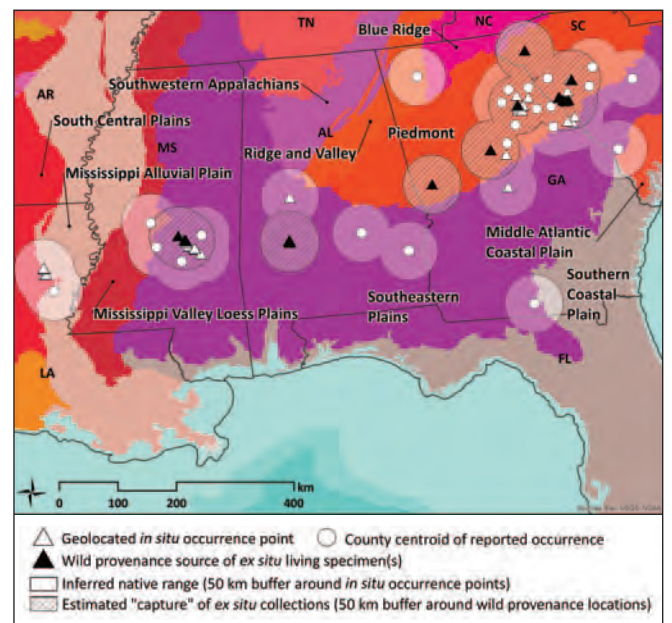 TN
NC
SC
Blue Ridge
Southwestern Appalachians
AR
AL
South Central Plains
MS
Ridge and Valley
Piedmont
Mississippi Alluvial Plain
GA
Middle Atlantic
Coastal Plain
Southern
Coastal
Plain
Mississippi Valley Loess Plains
Southeastern
Plains
LA
FL
km
0 100 200 400
Geolocated in situ occurrence point
County centroid of reported occurrence
Wild provenance source of ex situ living specimen(s)
Inferred native range (50 km buffer around in situ occurrence points)
Estimated "capture" of ex situ collections (50 km buffer around wild provenance locations)